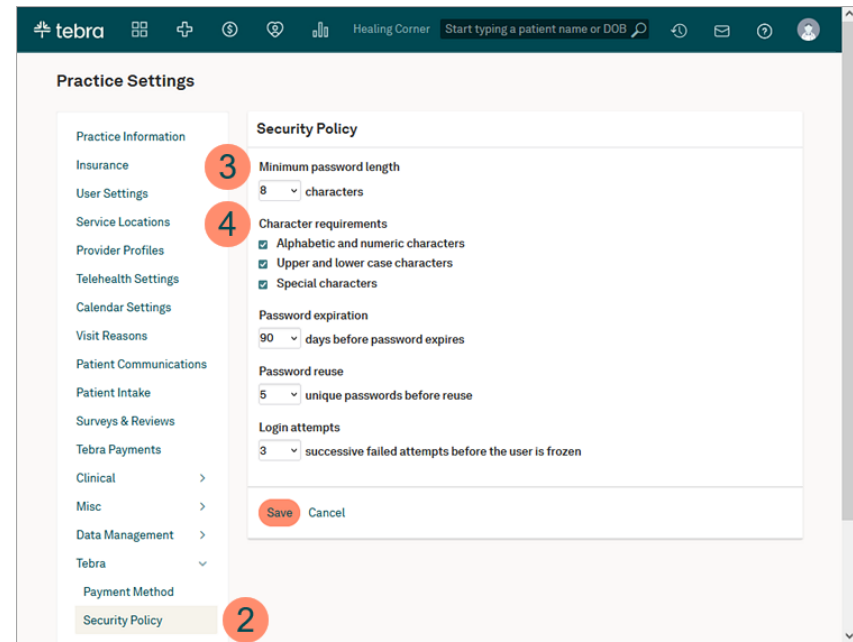 tebra
Healing Corner
Start typing a patient name or DOB
Practice Settings
Practice Information
Insurance
User Settings
Service Locations
Provider Profiles
Telehealth Settings
Calendar Settings
Visit Reasons
Patient Communications
Patient Intake
Surveys & Reviews
Tebra Payments
Clinical
Misc
Data Management
Tebra
Payment Method
Security Policy
2
Security Policy
3
Minimum password length
8 characters
4
Character requirements
Alphabetic and numeric characters
Upper and lower case characters
Special characters
Password expiration
90 days before password expires
Password reuse
5 unique passwords before reuse
Login attempts
3 successive failed attempts before the user is frozen
Save Cancel